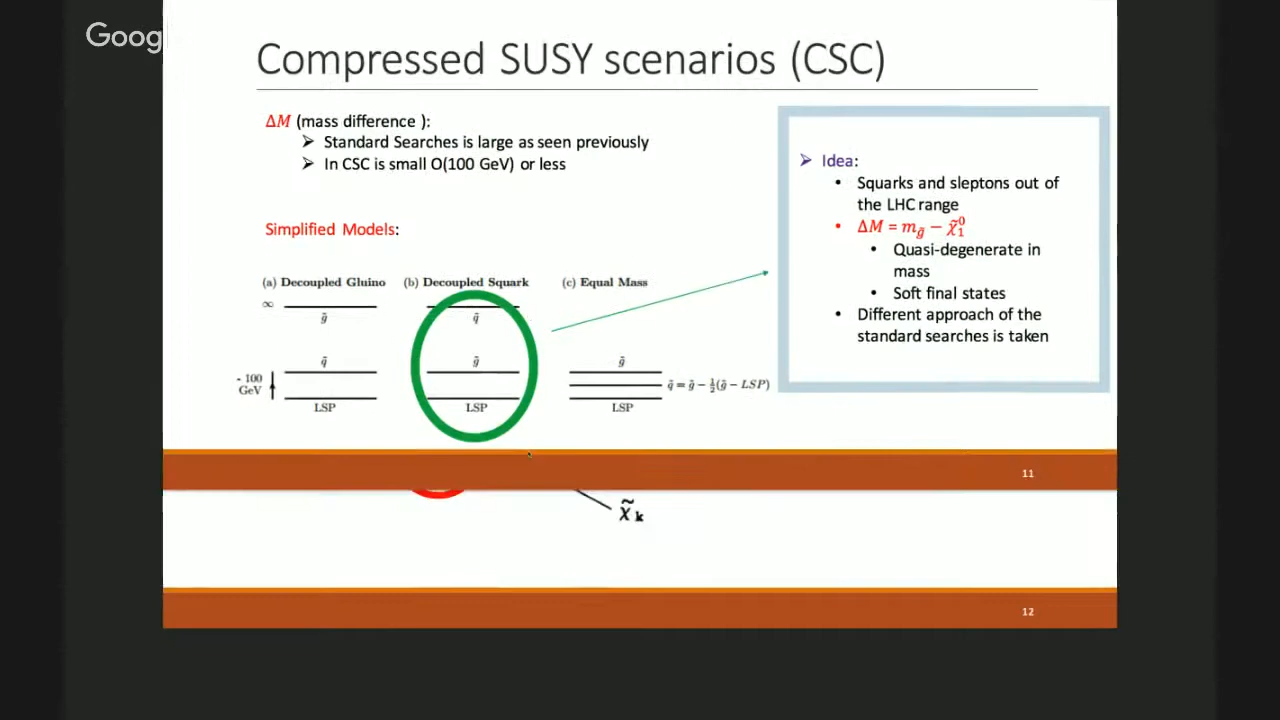 Goog
Compressed SUSY scenarios (CSC)
ΔM (mass difference ):
➢ Standard Searches is large as seen previously
➢ In CSC is small O(100 GeV) or less
Simplified Models:
(a) Decoupled Gluino (b) Decoupled Squark (c) Equal Mass
∞
g̃ q̃
q̃ g̃ g̃
- 100
GeV
q̃ = g̃ − ½(g̃ − LSP)
LSP LSP LSP
➢ Idea:
• Squarks and sleptons out of
the LHC range
• ΔM = m_g̃ − χ̃₁⁰
• Quasi-degenerate in
mass
• Soft final states
• Different approach of the
standard searches is taken
11
χ̃ k
12